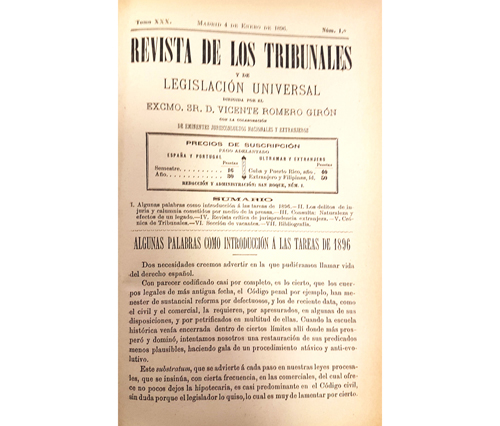 Tomo XXX. Madrid 4 de Enero de 1896. Núm. 1.º
REVISTA DE LOS TRIBUNALES
Y DE
LEGISLACIÓN UNIVERSAL
DIRIGIDA POR EL
EXCMO. SR. D. VICENTE ROMERO GIRÓN
CON LA COLABORACIÓN
DE EMINENTES JURISCONSULTOS NACIONALES Y EXTRANJEROS
PRECIOS DE SUSCRIPCIÓN
PAGO ADELANTADO
ESPAÑA Y PORTUGAL ULTRAMAR Y EXTRANJERO
Pesetas Pesetas
Semestre. 16 Cuba y Puerto Rico, año. 40
Año. 30 Extranjero y Filipinas, íd. 50
REDACCIÓN Y ADMINISTRACIÓN: SAN ROQUE, NÚM. 1.
SUMARIO
I. Algunas palabras como introducción á las tareas de 1896.—II. Los delitos de in-
juria y calumnia cometidos por medio de la prensa.—III. Consulta: Naturaleza y
efectos de un legado.—IV. Revista crítica de jurisprudencia extranjera.—V. Cró-
nica de Tribunales.—VI. Sección de vacantes.—VII. Bibliografía.
ALGUNAS PALABRAS COMO INTRODUCCIÓN Á LAS TAREAS DE 1896
Dos necesidades creemos advertir en la que pudiéramos llamar vida
del derecho español.
Con parecer codificado casi por completo, es lo cierto, que los cuer-
pos legales de más antigua fecha, el Código penal por ejemplo, han me-
nester de sustancial reforma por defectuosos, y los de reciente data, como
el civil y el comercial, la requieren, por apresurados, en algunas de sus
disposiciones, y por petrificados en multitud de ellas. Cuando la escuela
histórica venía encerrada dentro de ciertos límites allí donde más pros-
peró y dominó, intentamos nosotros una restauración de sus predicados
menos plausibles, haciendo gala de un procedimiento atávico y anti-evo-
lutivo.
Este substratum, que se advierte á cada paso en nuestras leyes procesa-
les, que se insinúa, con cierta frecuencia, en las comerciales, del cual ofre-
ce no pocos dejos la hipotecaria, es casi predominante en el Código civil,
sin duda porque el legislador lo quiso, lo cual es muy de lamentar por cierto.